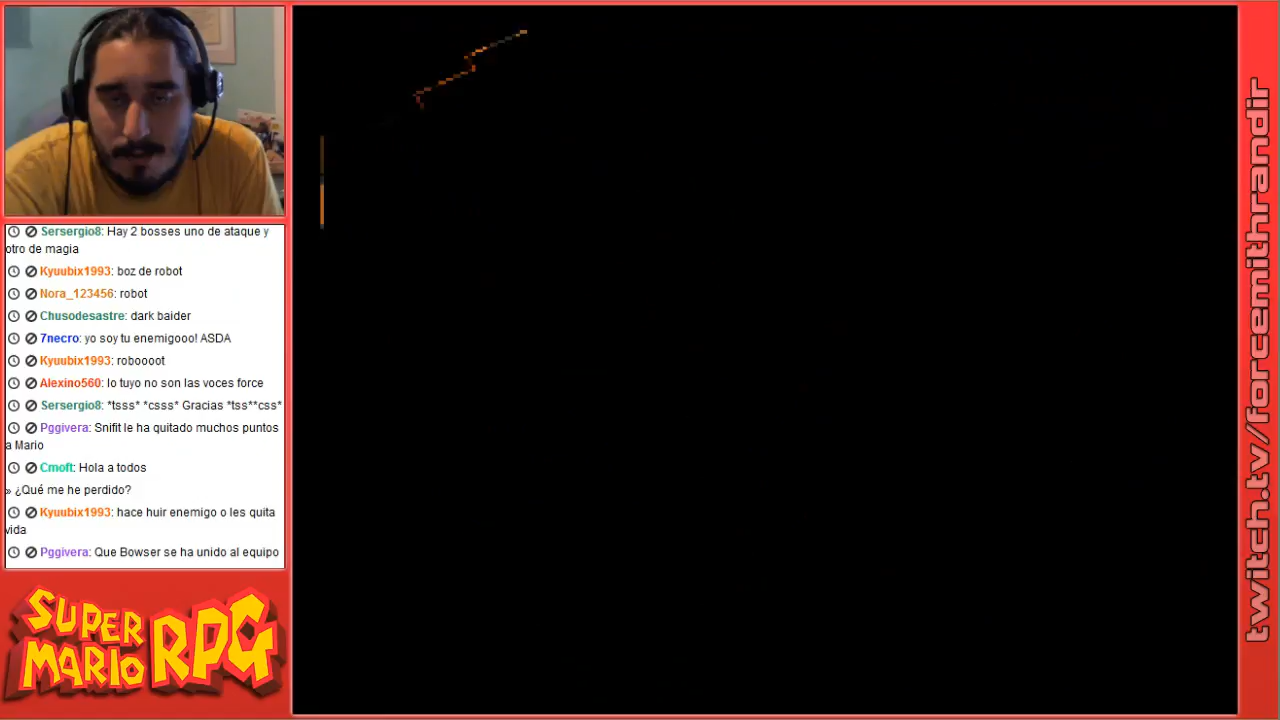 Sersergio8: Hay 2 bosses uno de ataque y
otro de magia
Kyuubix1993: boz de robot
Nora_123456: robot
Chusodesastre: dark baider
7necro: yo soy tu enemigooo! ASDA
Kyuubix1993: roboooot
Alexino560: lo tuyo no son las voces force
Sersergio8: *tsss* *csss* Gracias *tss**css*
Pggivera: Snifit le ha quitado muchos puntos
a Mario
Cmoft: Hola a todos
» ¿Qué me he perdido?
Kyuubix1993: hace huir enemigo o les quita
vida
Pggivera: Que Bowser se ha unido al equipo
SUPER
MARIO
RPG
twitch.tv/forcemithrandir